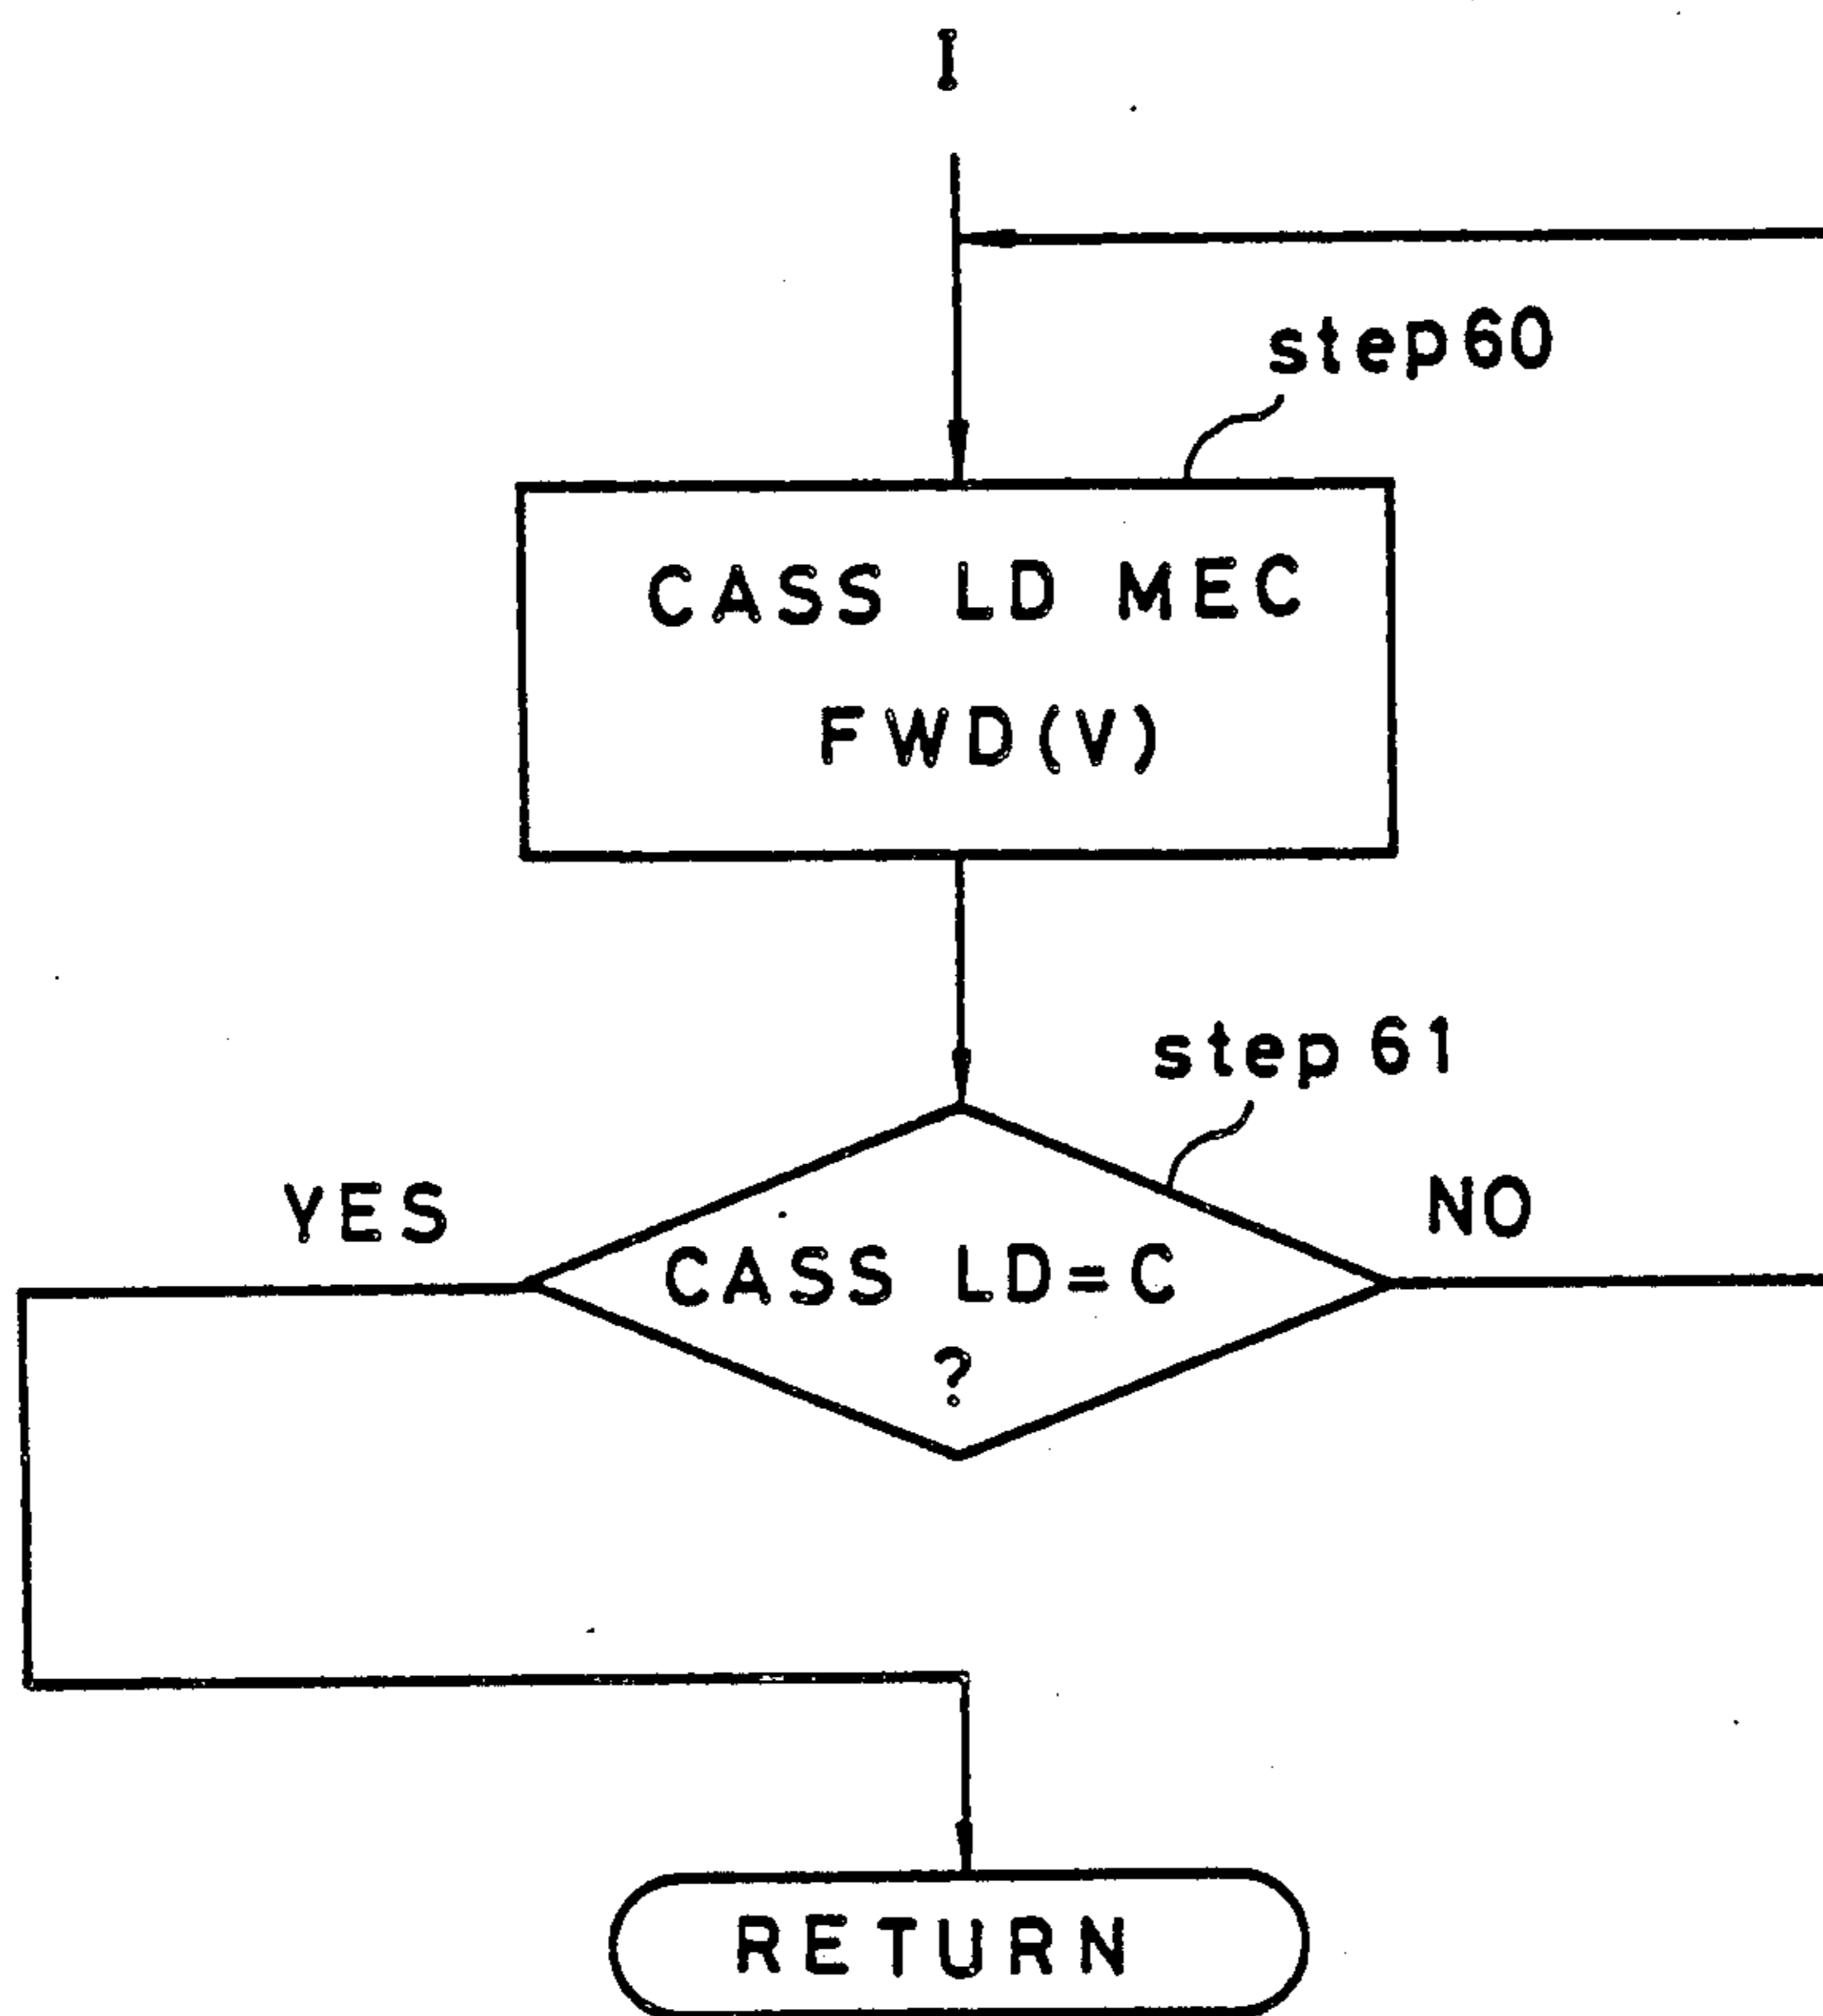 I
step60
CASS LD MEC
FWD(V)
step 61
YES
NO
CASS LD=C
?
RETURN